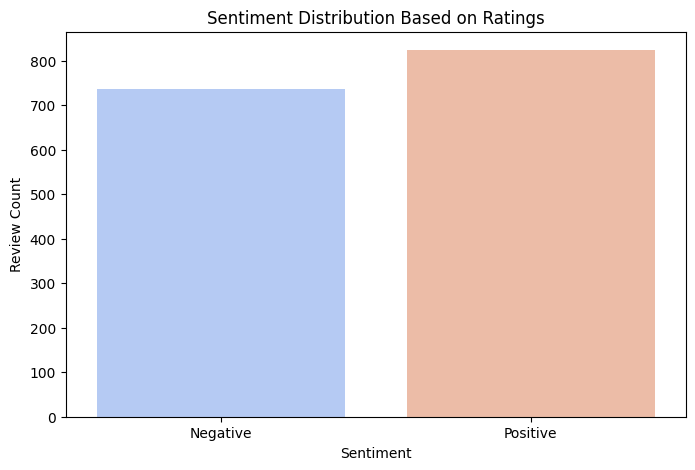 Sentiment Distribution Based on Ratings
Review Count
800
700
600
500
400
300
200
100
0
Negative
Positive
Sentiment